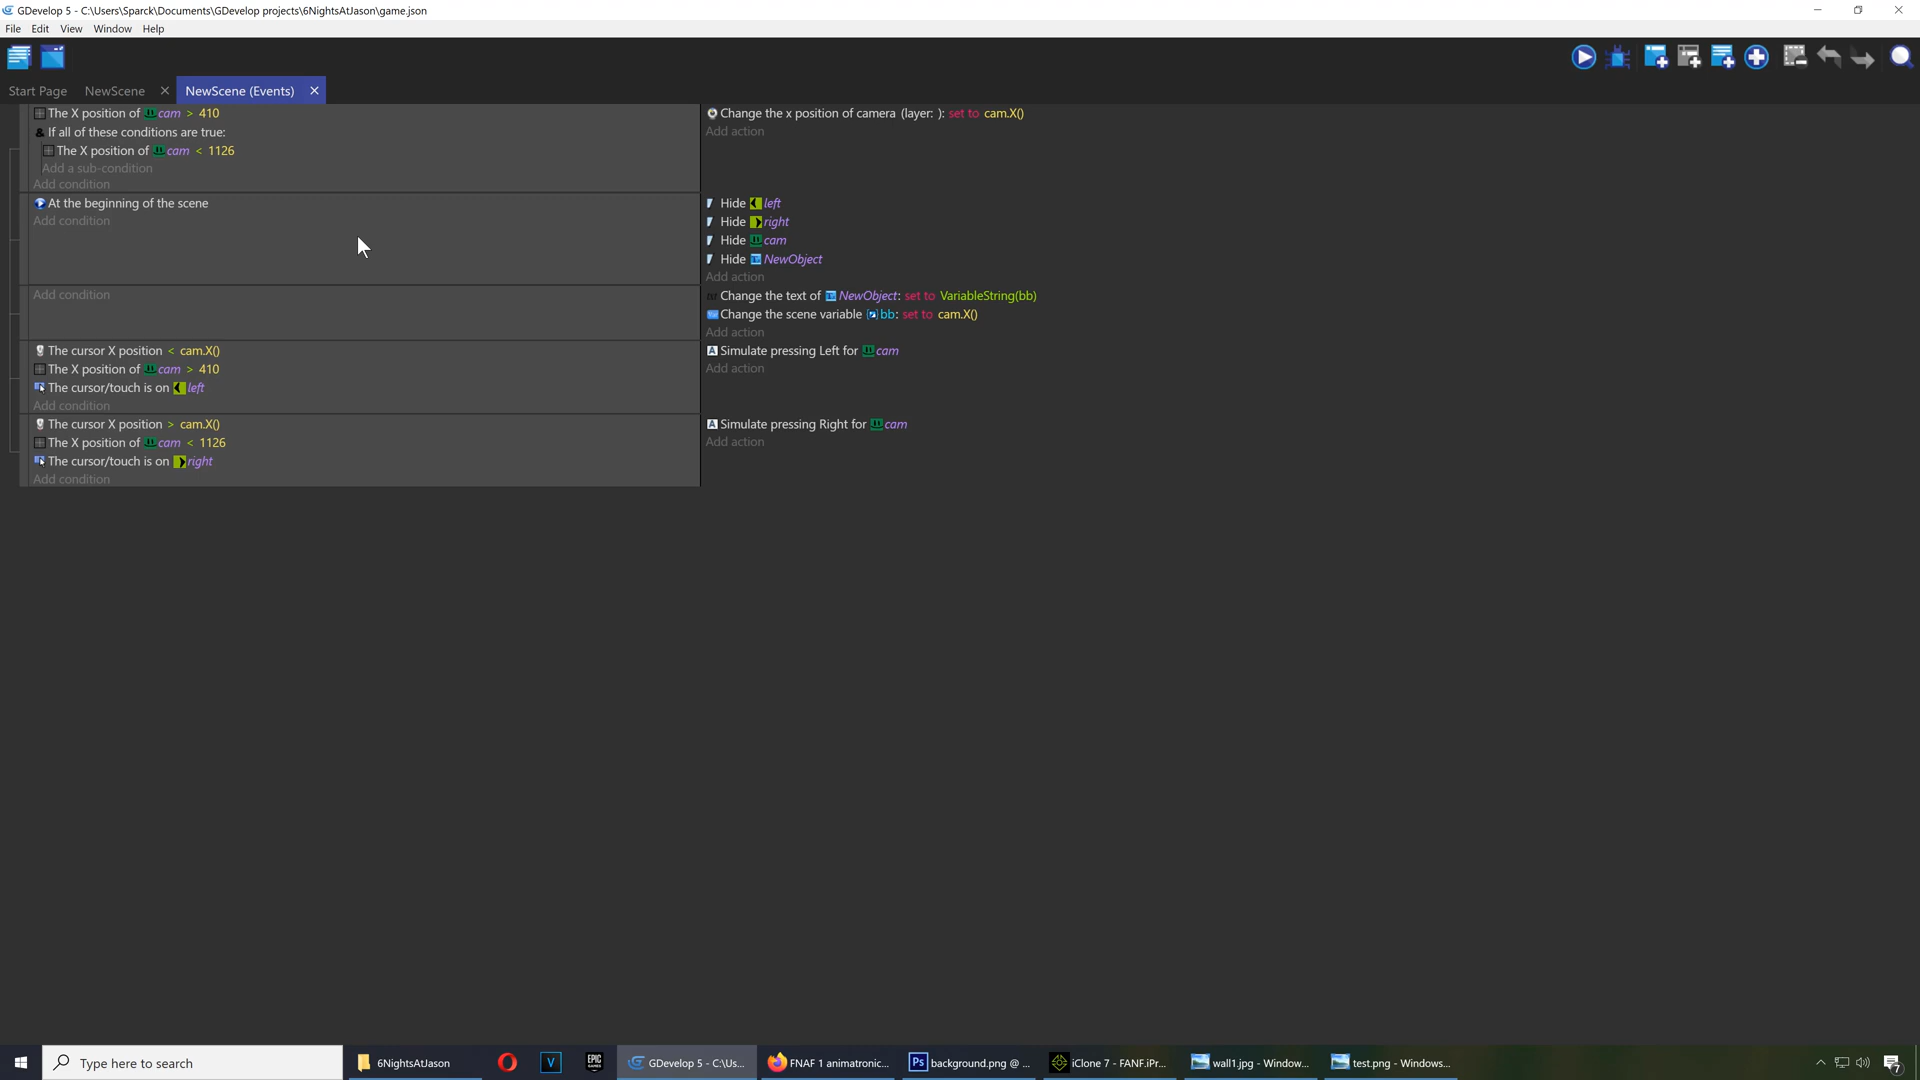 GDevelop 5 - C:\Users\Sparck\Documents\GDevelop projects\6NightsAtJason\game.json
File Edit View Window Help
Start Page NewScene NewScene (Events)
The X position of cam > 410
Change the x position of camera (layer: ): set to cam.X()
& If all of these conditions are true:
Add action
The X position of cam < 1126
Add a sub-condition
Add condition
At the beginning of the scene
Hide left
Add condition
Hide right
Hide cam
Hide NewObject
Add action
Add condition
Change the text of NewObject: set to VariableString(bb)
Change the scene variable bb: set to cam.X()
Add action
The cursor X position < cam.X()
Simulate pressing Left for cam
The X position of cam > 410
Add action
The cursor/touch is on left
Add condition
The cursor X position > cam.X()
Simulate pressing Right for cam
The X position of cam < 1126
Add action
The cursor/touch is on right
Add condition
Type here to search 6NightsAtJason V EPIC GAMES GDevelop 5 - C:\Us... FNAF 1 animatronic... Ps background.png @ ... iClone 7 - FANF.iPr... wall1.jpg - Window... test.png - Windows... 7